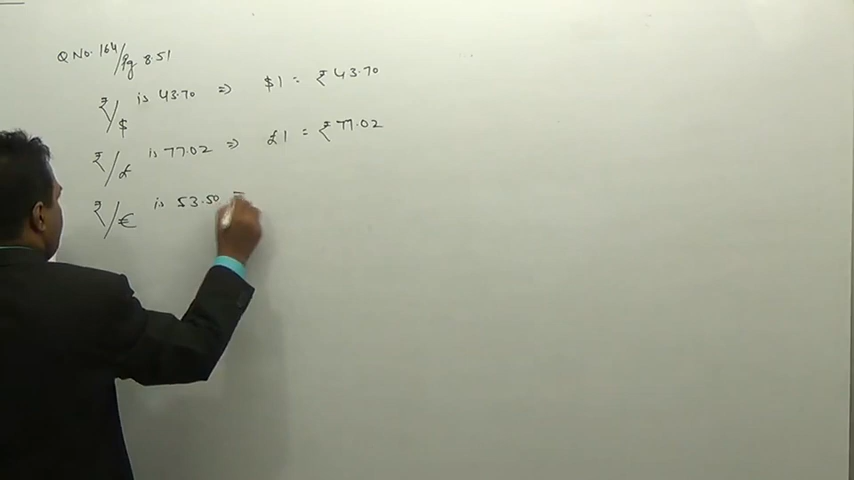 Q No. 164/Pg 8.51
₹/$ is 43.70 ⇒ $1 = ₹43.70
₹/£ is 77.02 ⇒ £1 = ₹77.02
₹/€ is 53.50 =